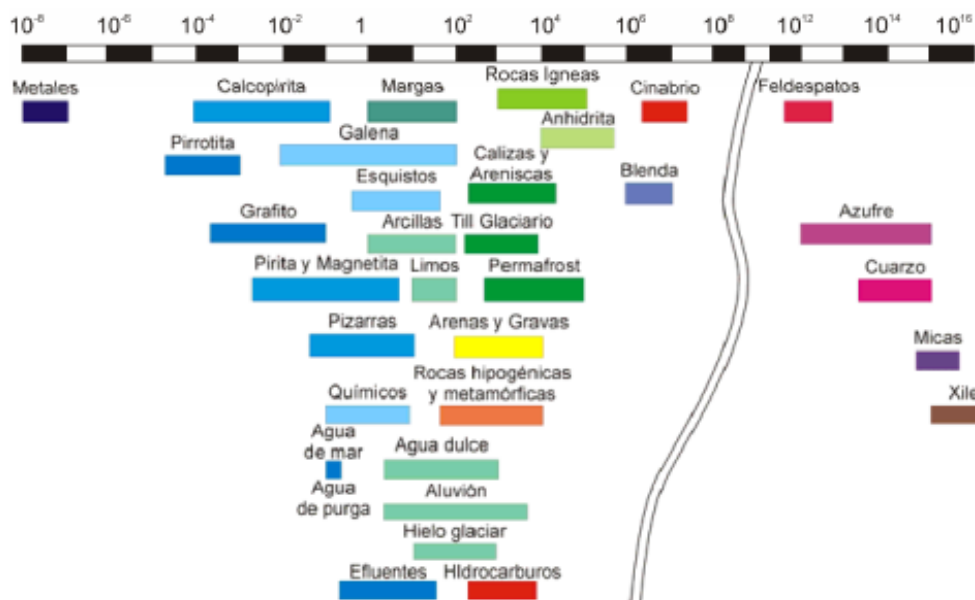 10⁻⁸ 10⁻⁶ 10⁻⁴ 10⁻² 1 10² 10⁴ 10⁶ 10⁸ 10¹² 10¹⁴ 10¹⁶
Metales
Calcopirita
Margas
Rocas Igneas
Cinabrio
Feldespatos
Anhidrita
Galena
Pirrotita
Calizas y
Areniscas
Blenda
Esquistos
Grafito
Arcillas
Till Glaciario
Azufre
Pirita y Magnetita
Limos
Permafrost
Cuarzo
Pizarras
Arenas y Gravas
Micas
Rocas hipogénicas
y metamórficas
Químicos
Xile
Agua
de mar
Agua dulce
Agua
de purga
Aluvión
Hielo glaciar
Efluentes
HIdrocarburos